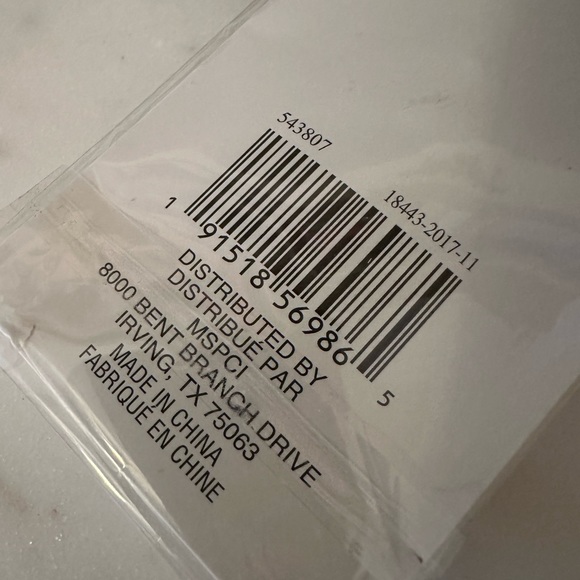 543807
18443-2017-11
1 91518 56986 5
DISTRIBUTED BY
DISTRIBUÉ PAR
MSPCI
8000 BENT BRANCH DRIVE
IRVING, TX 75063
MADE IN CHINA
FABRIQUÉ EN CHINE